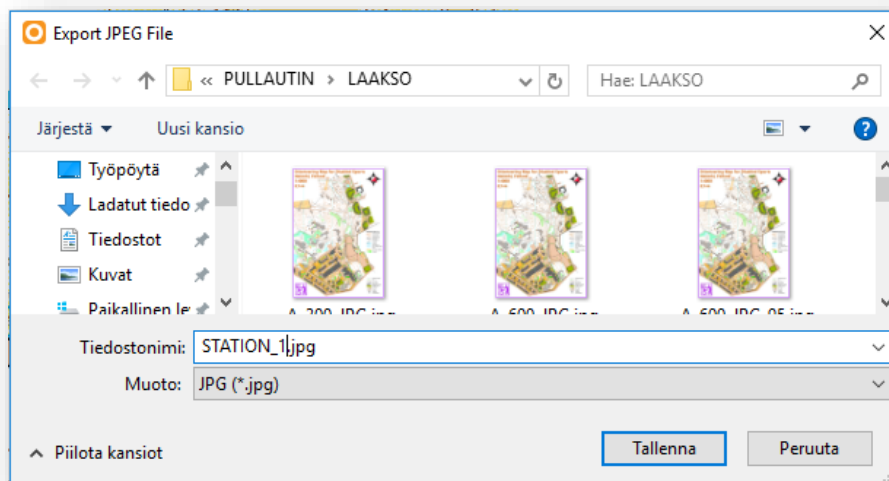 Export JPEG File
« PULLAUTIN > LAAKSO
Hae: LAAKSO
Järjestä
Uusi kansio
Työpöytä
Ladatut tiedo
Tiedostot
Kuvat
Paikallinen le
Tiedostonimi: STATION_1.jpg
Muoto: JPG (*.jpg)
Piilota kansiot
Tallenna
Peruuta